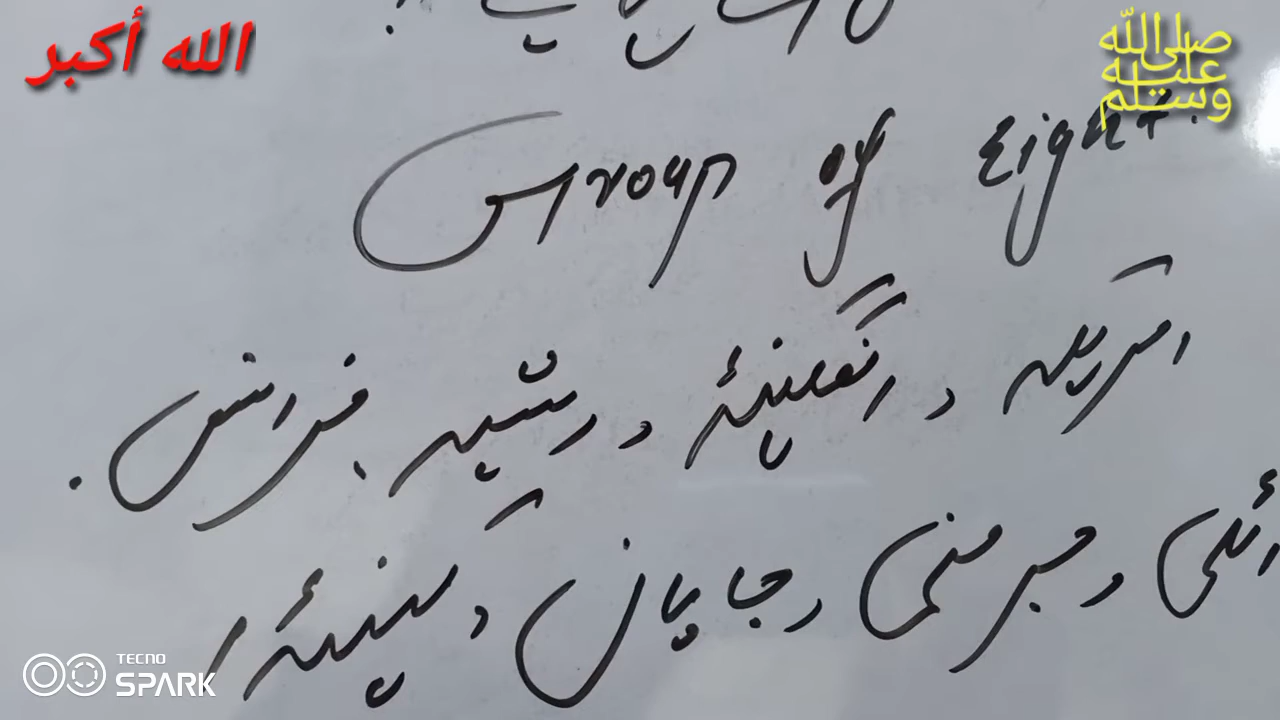 الله أكبر
صلى الله عليه وسلم
Group of Eight.
امریکہ، انگلینڈ، رشیہ، فرانس،
اٹلی، جرمنی، جاپان، کینیڈا
TECNO
SPARK